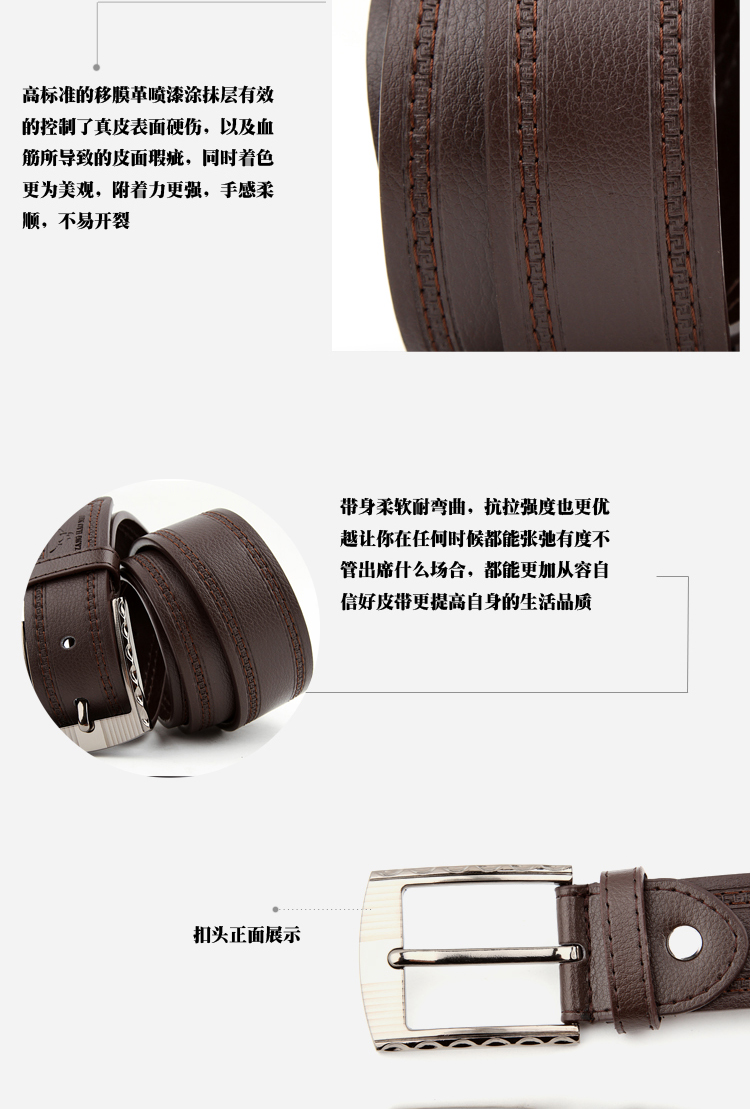 高标准的移膜革喷漆涂抹层有效
的控制了真皮表面硬伤，以及血
筋所导致的皮面瑕疵，同时着色
更为美观，附着力更强，手感柔
顺，不易开裂
带身柔软耐弯曲，抗拉强度也更优
越让你在任何时候都能张弛有度不
管出席什么场合，都能更加从容自
信好皮带更提高自身的生活品质
扣头正面展示